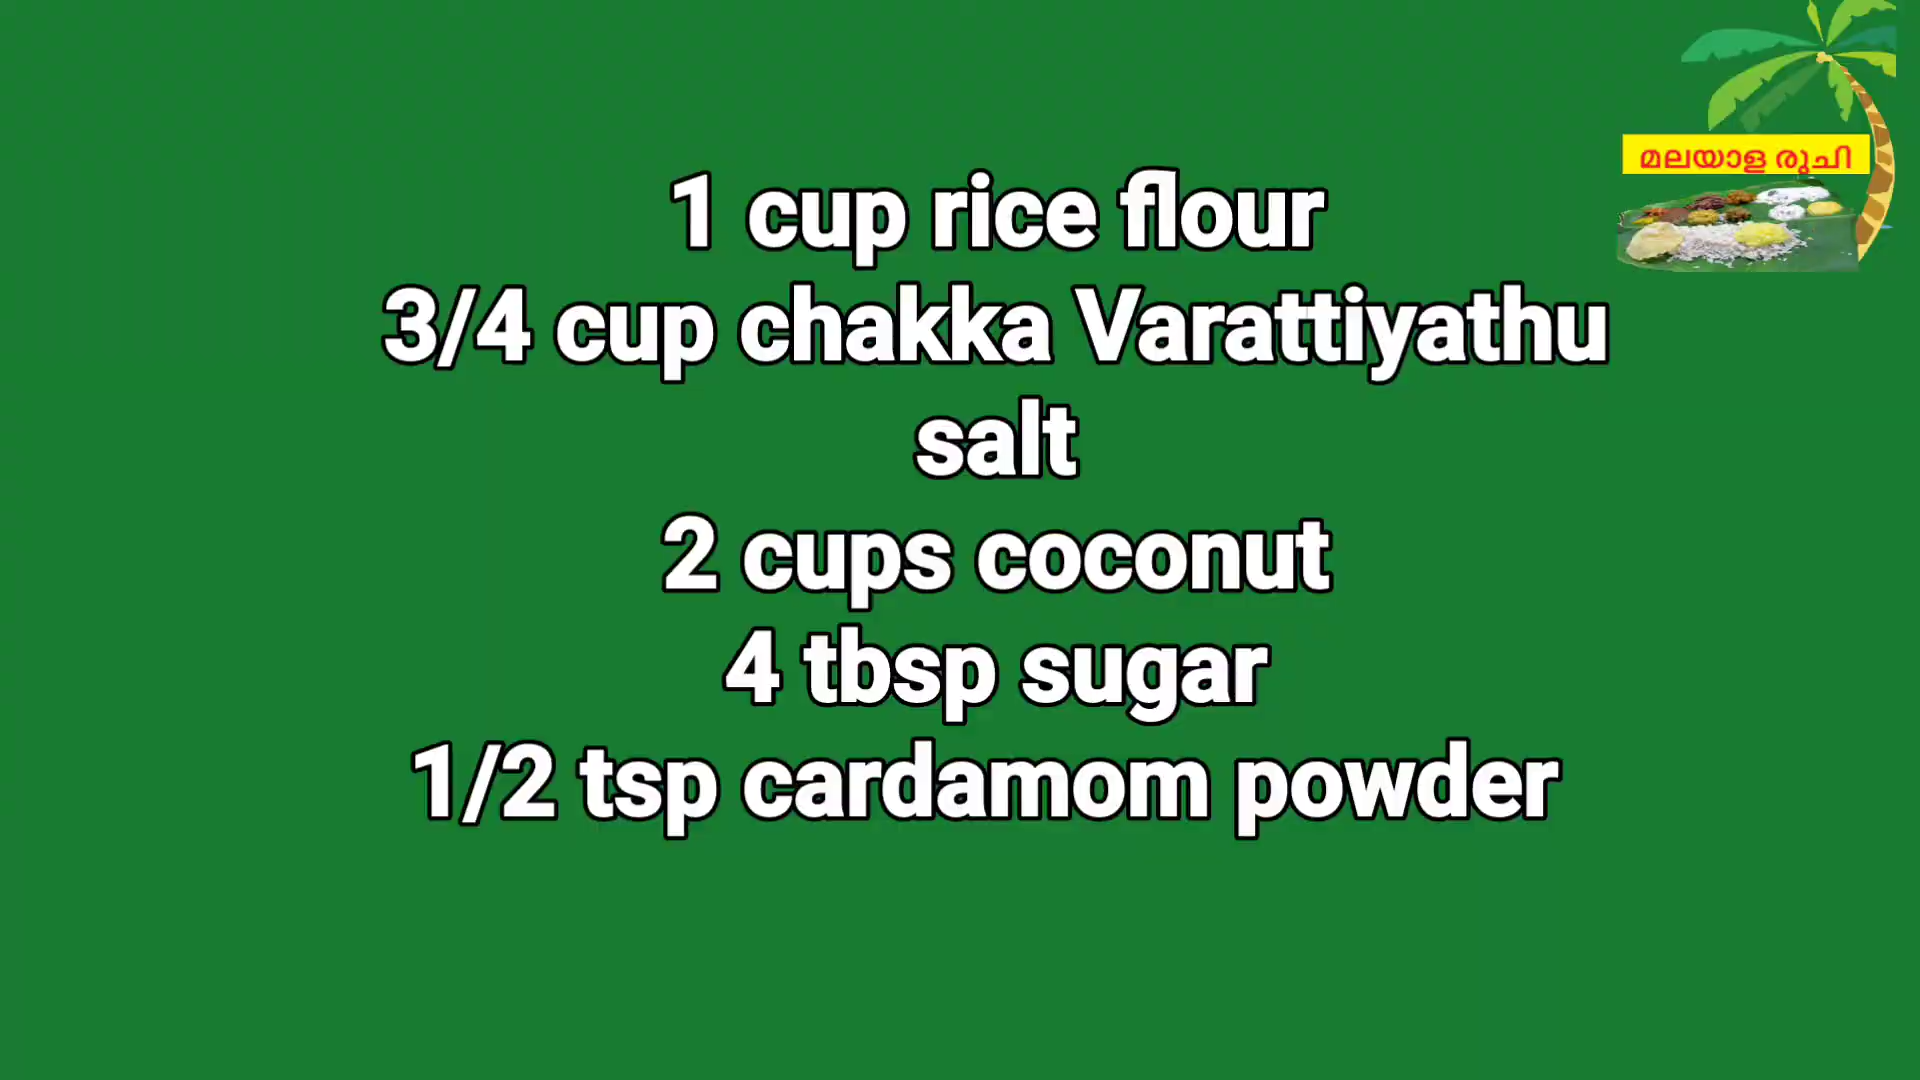 മലയാള രുചി
1 cup rice flour
3/4 cup chakka Varattiyathu
salt
2 cups coconut
4 tbsp sugar
1/2 tsp cardamom powder